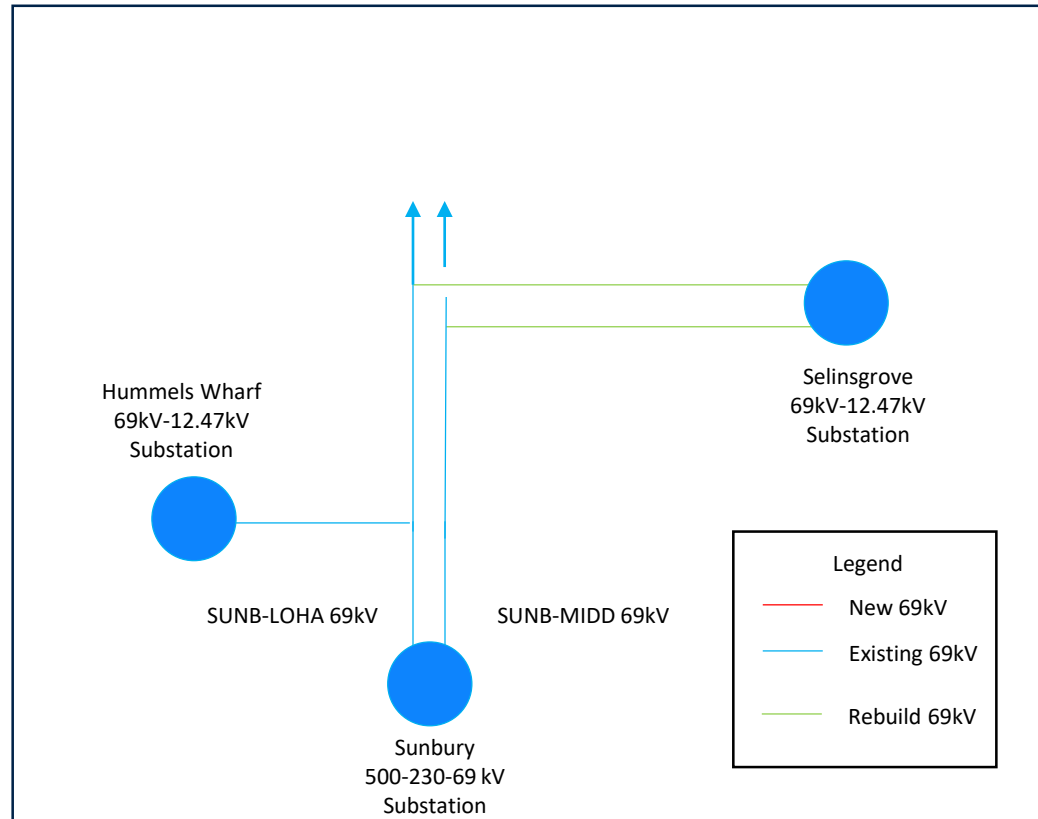 Hummels Wharf
69kV-12.47kV
Substation
Selinsgrove
69kV-12.47kV
Substation
SUNB-LOHA 69kV
SUNB-MIDD 69kV
Sunbury
500-230-69 kV
Substation
Legend
New 69kV
Existing 69kV
Rebuild 69kV